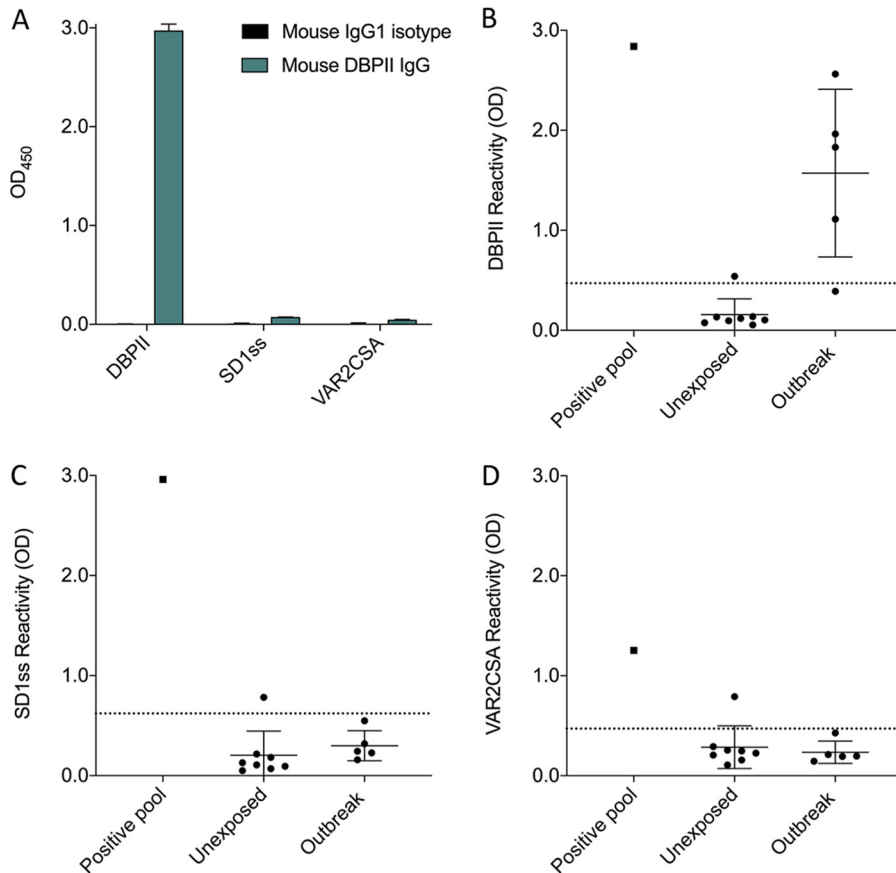 A
3.0
2.0
1.0
0.0
OD450
Mouse IgG1 isotype
Mouse DBPII IgG
DBPII
SD1ss
VAR2CSA
B
3.0
2.0
1.0
0.0
DBPII Reactivity (OD)
Positive pool
Unexposed
Outbreak
C
3.0
2.0
1.0
0.0
SD1ss Reactivity (OD)
Positive pool
Unexposed
Outbreak
D
3.0
2.0
1.0
0.0
VAR2CSA Reactivity (OD)
Positive pool
Unexposed
Outbreak